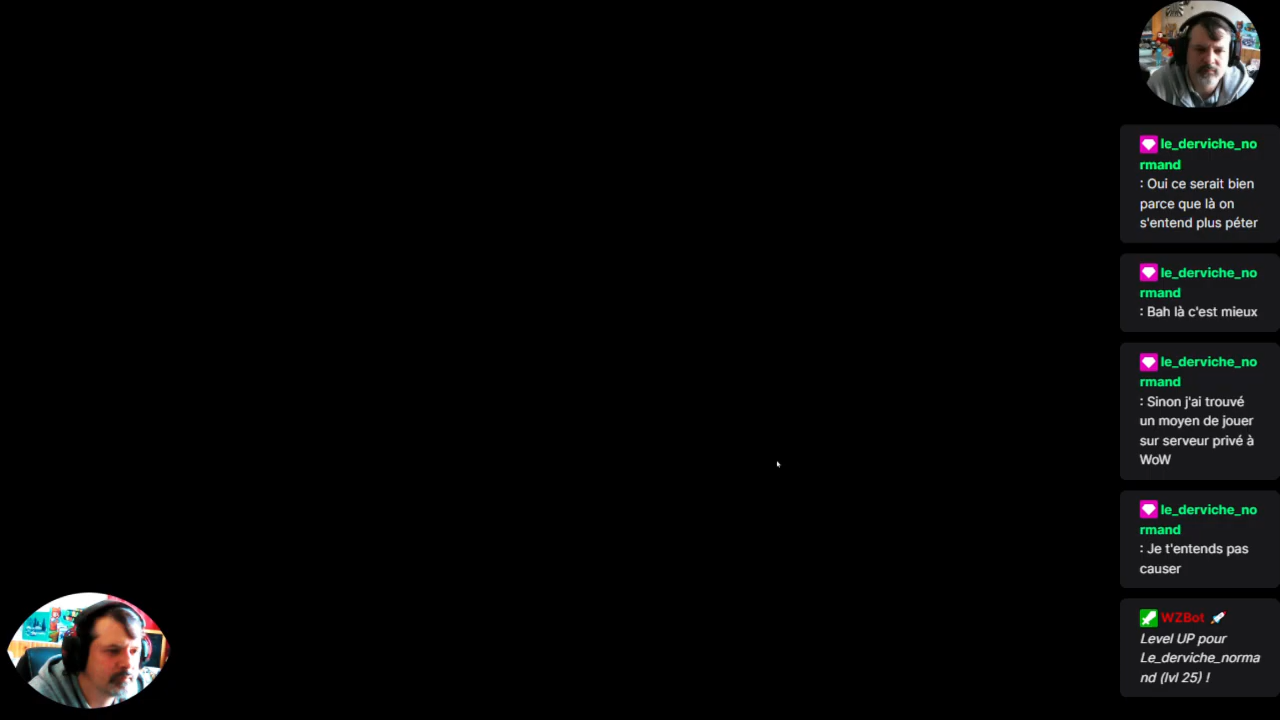 le_derviche_no
rmand
: Oui ce serait bien
parce que là on
s'entend plus péter
le_derviche_no
rmand
: Bah là c'est mieux
le_derviche_no
rmand
: Sinon j'ai trouvé
un moyen de jouer
sur serveur privé à
WoW
le_derviche_no
rmand
: Je t'entends pas
causer
WZBot 🚀
Level UP pour
Le_derviche_norma
nd (lvl 25) !